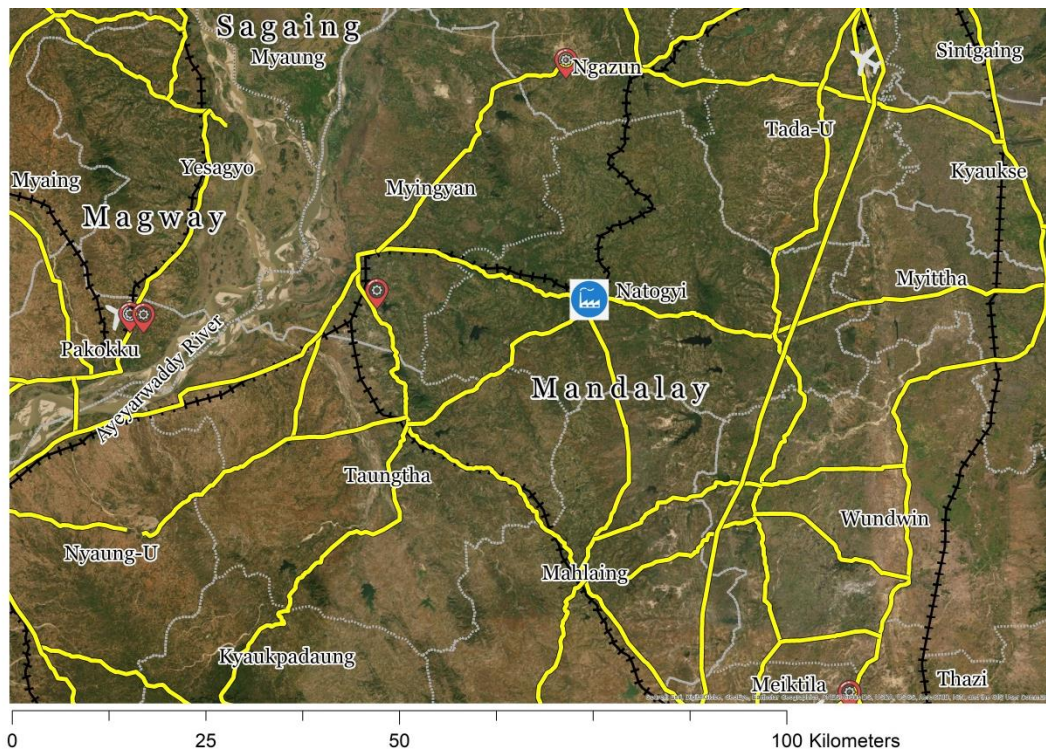 Sagaing
Myaung
Ngazun
Sintgaing
Tada-U
Yesagyo
Myaing
Myingyan
Kyaukse
Magway
Natogyi
Myittha
Pakokku
Ayeyarwaddy River
Mandalay
Taungtha
Wundwin
Nyaung-U
Mahlaing
Kyaukpadaung
Meiktila
Thazi
0 25 50 100 Kilometers